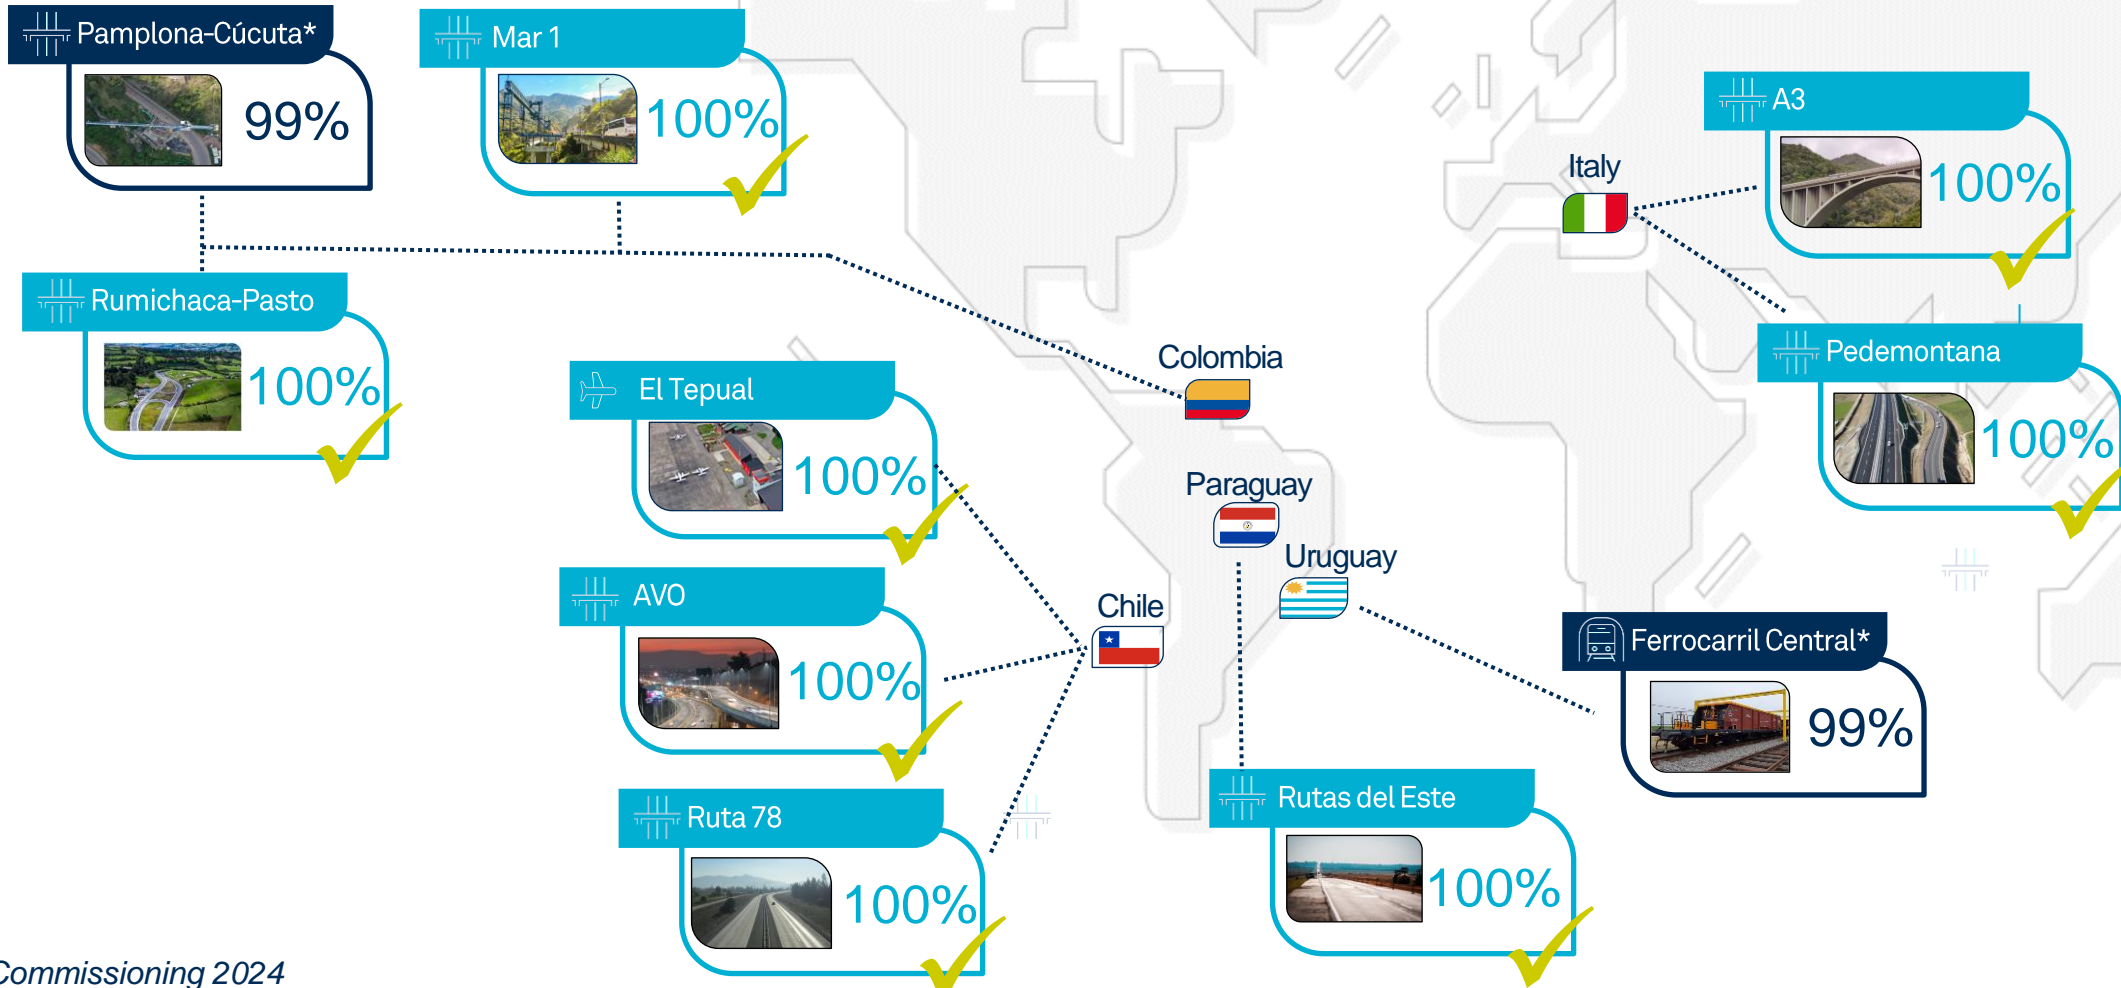 Pamplona-Cúcuta*
99%
Mar 1
100%
A3
100%
Italy
Rumichaca-Pasto
100%
Colombia
Pedemontana
100%
El Tepual
100%
Paraguay
Uruguay
AVO
100%
Chile
Ferrocarril Central*
99%
Ruta 78
100%
Rutas del Este
100%
Commissioning 2024